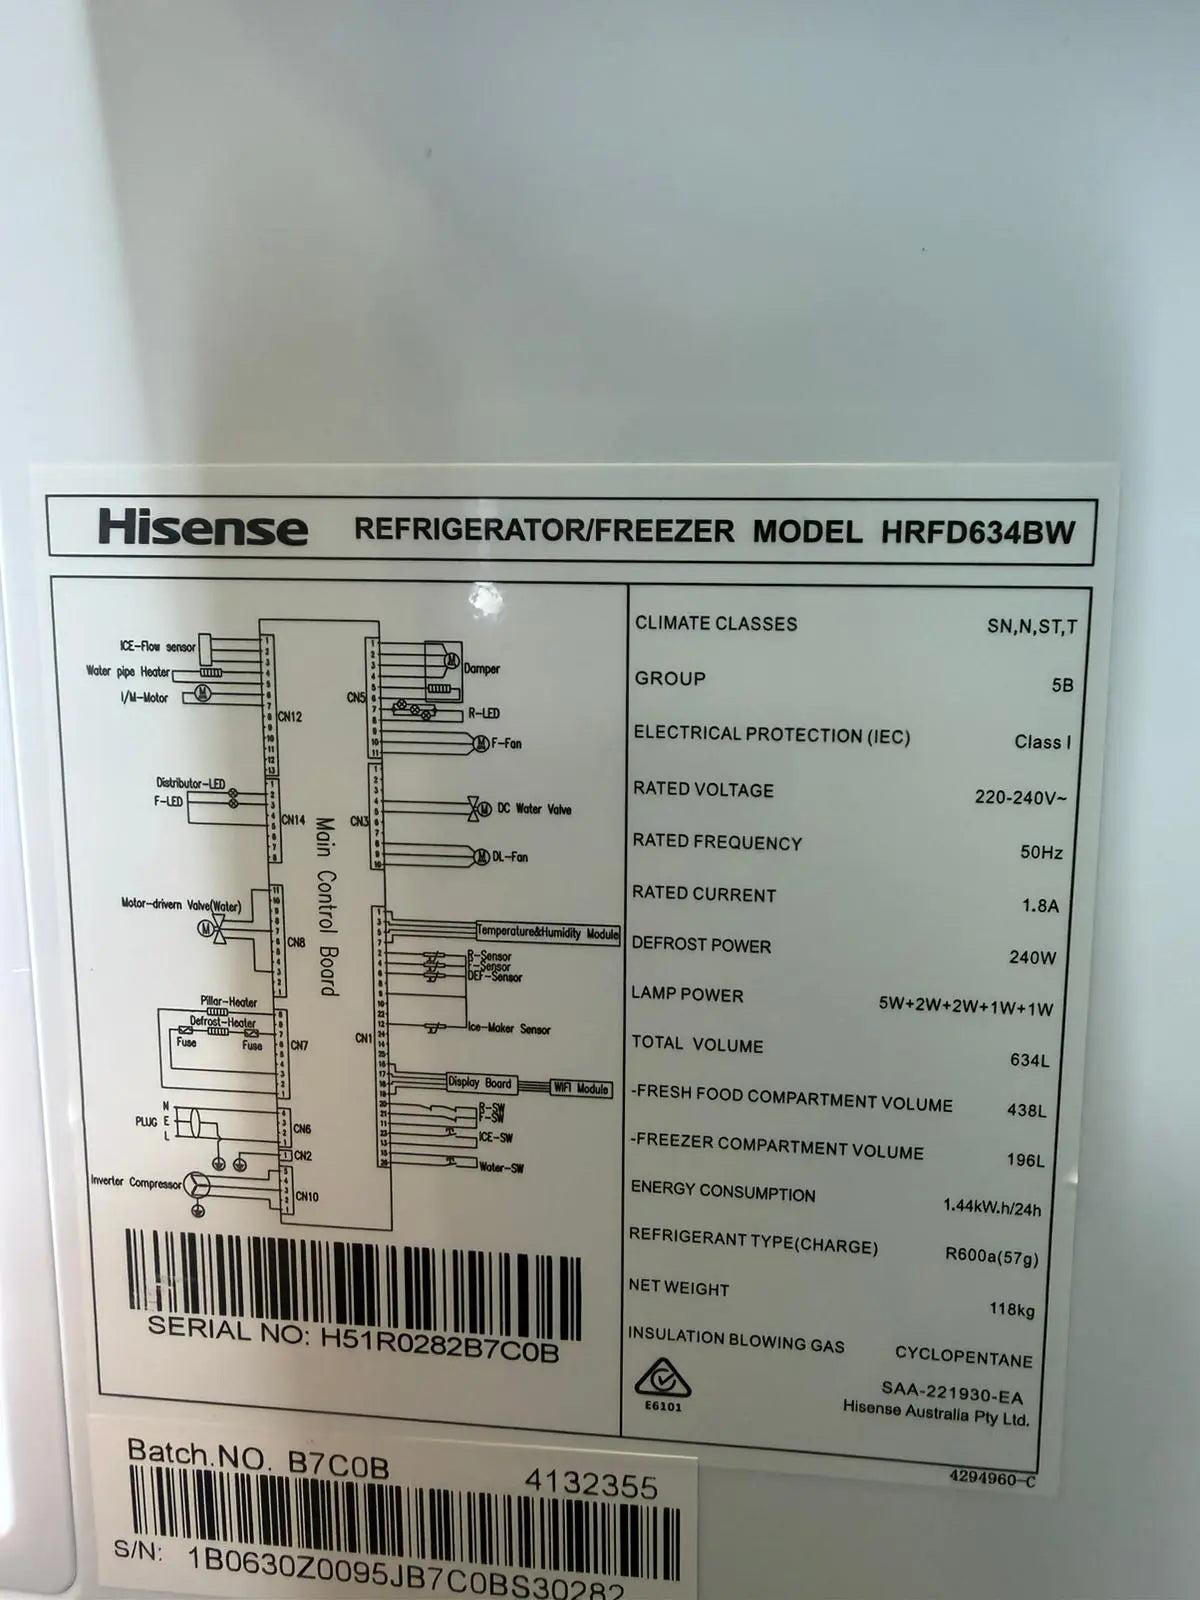 Hisense REFRIGERATOR/FREEZER MODEL HRFD634BW
ICE-Flow sensor
Water pipe Heater
I/M-Motor
CN12
Distributor-LED
F-LED
CN14
Motor-drivern Valve(Water)
CN8
Pillar-Heater
Defrost-Heater
Fuse Fuse
CN7
N
PLUG E
L
CN6
CN2
Inverter Compressor
CN10
Main Control Board
CN5
Damper
R-LED
F-Fan
CN3
DC Water Valve
DL-Fan
Temperature&Humidity Module
R-Sensor
F-Sensor
DEF-Sensor
Ice-Maker Sensor
CN1
Display Board WIFI Module
R-SW
F-SW
ICE-SW
Water-SW
SERIAL NO: H51R0282B7C0B
CLIMATE CLASSES SN,N,ST,T
GROUP 5B
ELECTRICAL PROTECTION (IEC) Class I
RATED VOLTAGE 220-240V~
RATED FREQUENCY 50Hz
RATED CURRENT 1.8A
DEFROST POWER 240W
LAMP POWER 5W+2W+2W+1W+1W
TOTAL VOLUME 634L
-FRESH FOOD COMPARTMENT VOLUME 438L
-FREEZER COMPARTMENT VOLUME 196L
ENERGY CONSUMPTION 1.44kW.h/24h
REFRIGERANT TYPE(CHARGE) R600a(57g)
NET WEIGHT 118kg
INSULATION BLOWING GAS CYCLOPENTANE
E6101
SAA-221930-EA
Hisense Australia Pty Ltd.
4294960-C
Batch.NO. B7C0B 4132355
S/N: 1B0630Z0095JB7C0BS30282